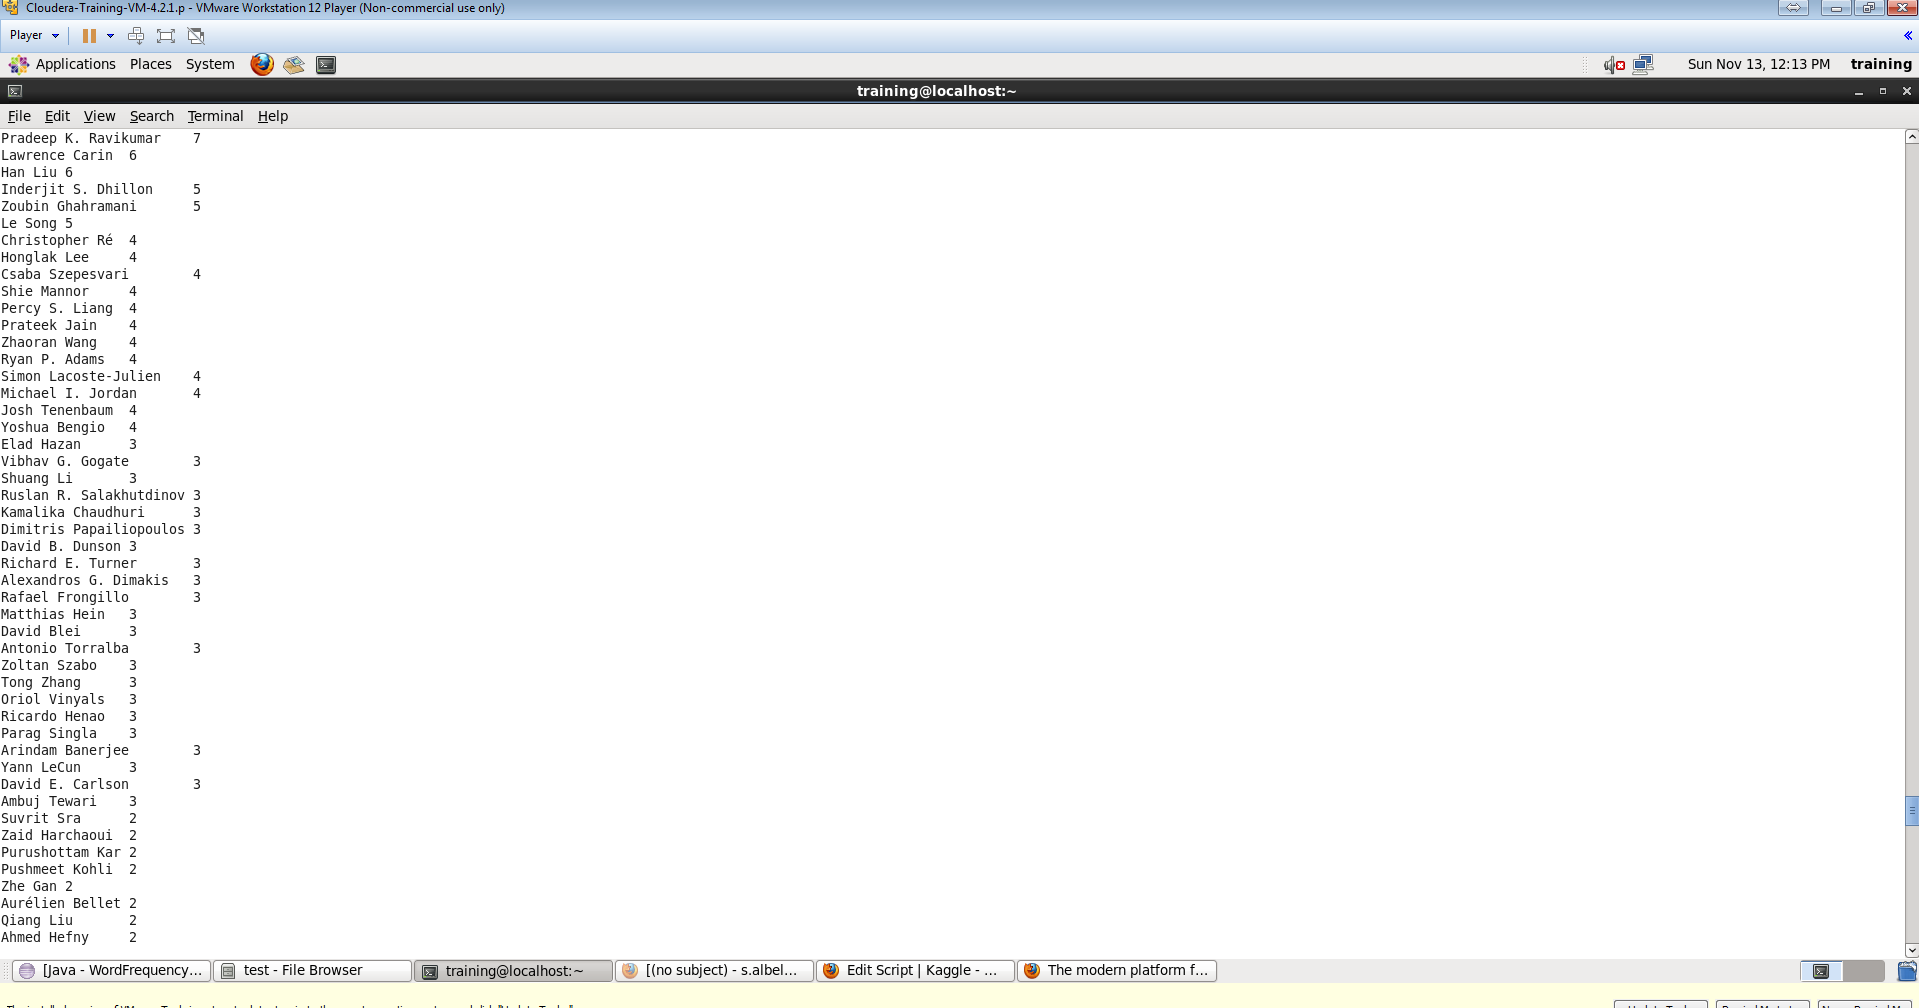 Cloudera-Training-VM-4.2.1.p - VMware Workstation 12 Player (Non-commercial use only)
Player
Applications Places System Sun Nov 13, 12:13 PM training
training@localhost:~
File Edit View Search Terminal Help
Pradeep K. Ravikumar 7
Lawrence Carin 6
Han Liu 6
Inderjit S. Dhillon 5
Zoubin Ghahramani 5
Le Song 5
Christopher Ré 4
Honglak Lee 4
Csaba Szepesvari 4
Shie Mannor 4
Percy S. Liang 4
Prateek Jain 4
Zhaoran Wang 4
Ryan P. Adams 4
Simon Lacoste-Julien 4
Michael I. Jordan 4
Josh Tenenbaum 4
Yoshua Bengio 4
Elad Hazan 3
Vibhav G. Gogate 3
Shuang Li 3
Ruslan R. Salakhutdinov 3
Kamalika Chaudhuri 3
Dimitris Papailiopoulos 3
David B. Dunson 3
Richard E. Turner 3
Alexandros G. Dimakis 3
Rafael Frongillo 3
Matthias Hein 3
David Blei 3
Antonio Torralba 3
Zoltan Szabo 3
Tong Zhang 3
Oriol Vinyals 3
Ricardo Henao 3
Parag Singla 3
Arindam Banerjee 3
Yann LeCun 3
David E. Carlson 3
Ambuj Tewari 3
Suvrit Sra 2
Zaid Harchaoui 2
Purushottam Kar 2
Pushmeet Kohli 2
Zhe Gan 2
Aurélien Bellet 2
Qiang Liu 2
Ahmed Hefny 2
[Java - WordFrequency... test - File Browser training@localhost:~ [(no subject) - s.albel... Edit Script | Kaggle - ... The modern platform f...